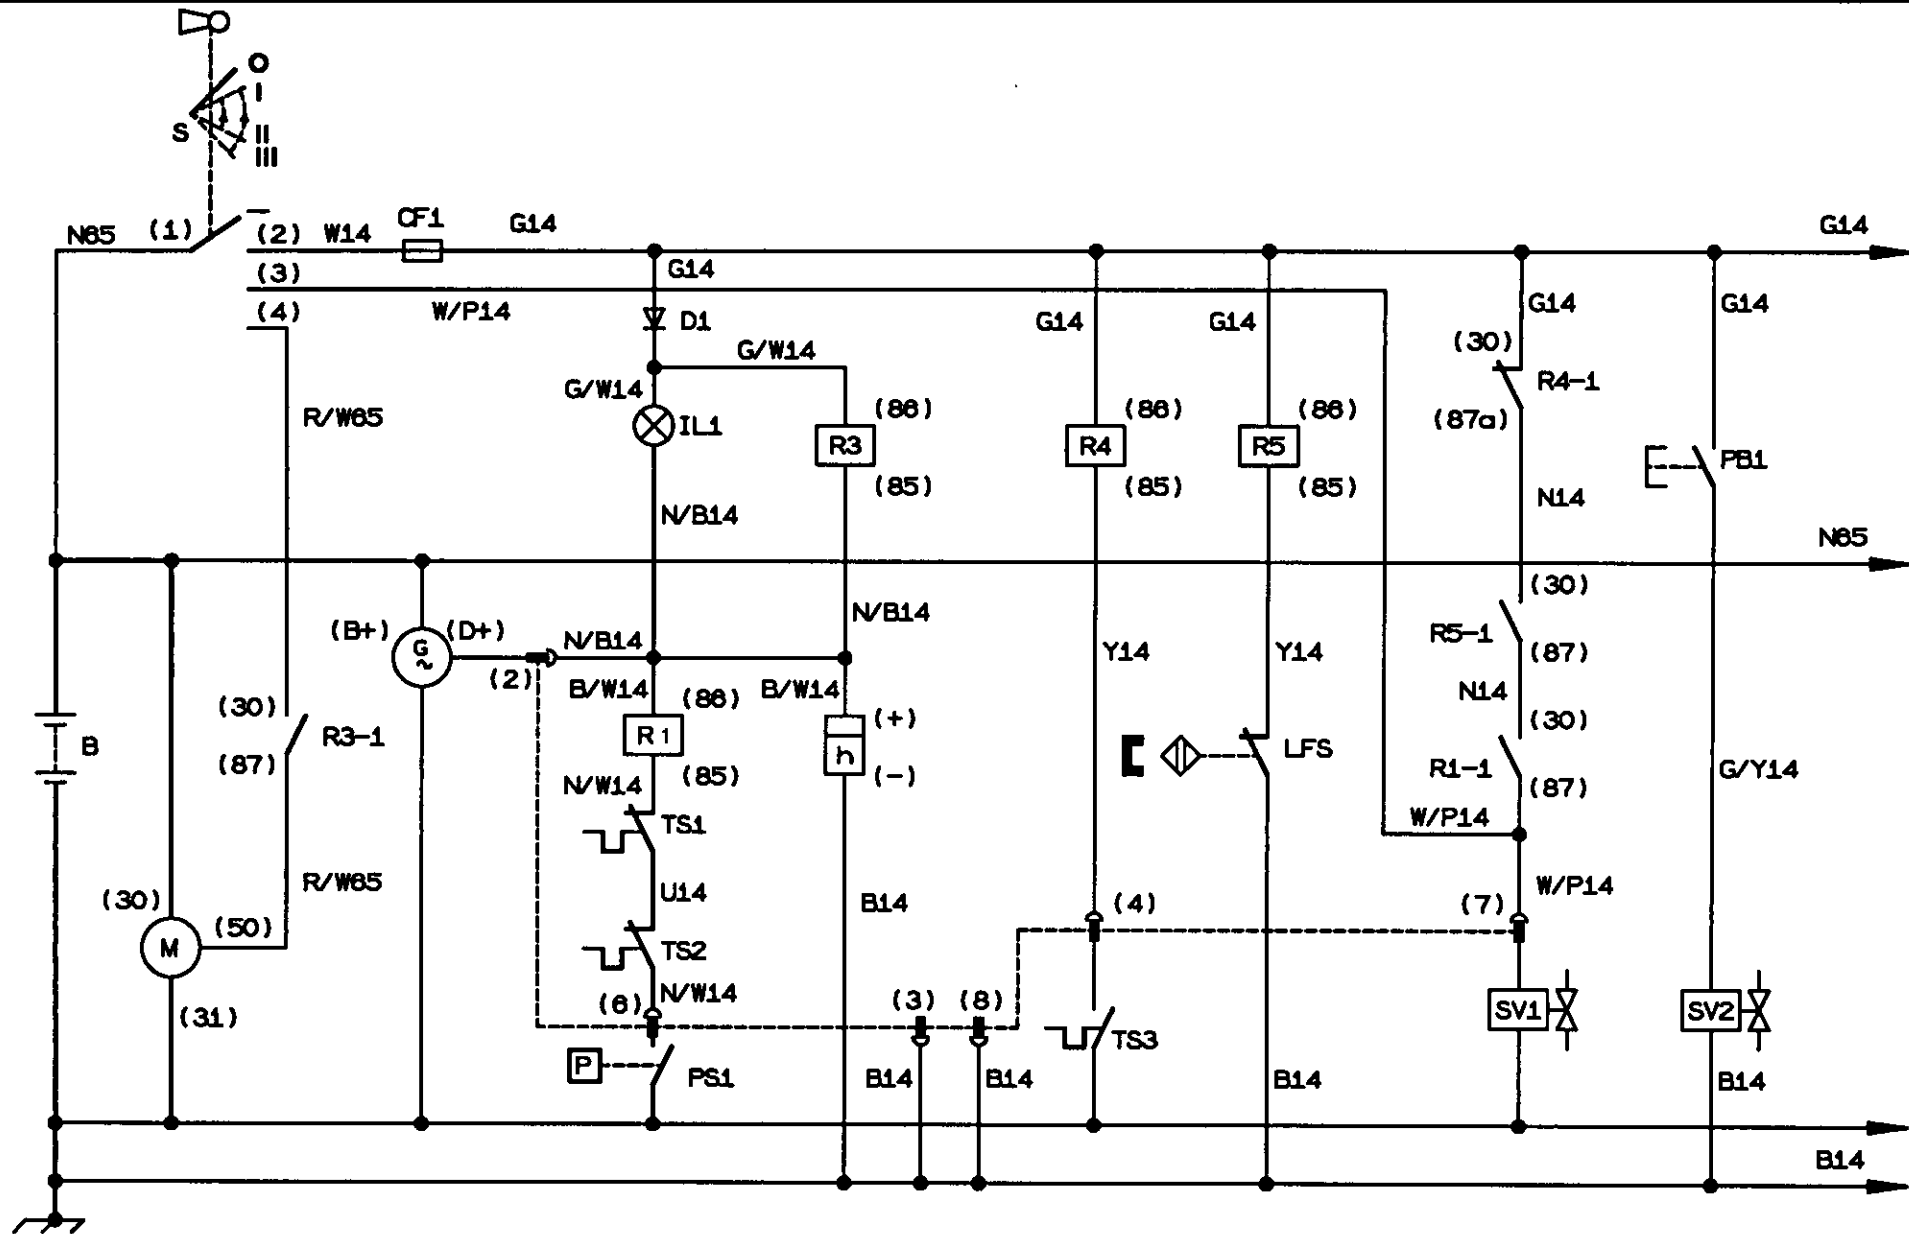 O
I
S
II
III
N65 (1) (2) W14 CF1 G14 G14
(3)
G14
(4) W/P14 D1 G14 G14 G14 G14
(30)
G/W14
G/W14 R4-1
R/W65 (86) (86) (86) (87a)
IL1 R3 R4 R5 PB1
(85) (85) (85) N14
N/B14
N65
(30)
N/B14
(B+) G ~ (D+) N/B14 R5-1
Y14 Y14 (87)
(2) B/W14 (86) B/W14 N14
(30) (+) (30)
B R3-1 R1 h LFS
(87) (85) (-) R1-1 G/Y14
N/W14 (87)
TS1 W/P14
R/W65 U14 B14 W/P14
(30) (4) (7)
M (50)
TS2
(6) N/W14 (3) (8)
(31) SV1 SV2
TS3
P PS1 B14 B14 B14 B14
B14